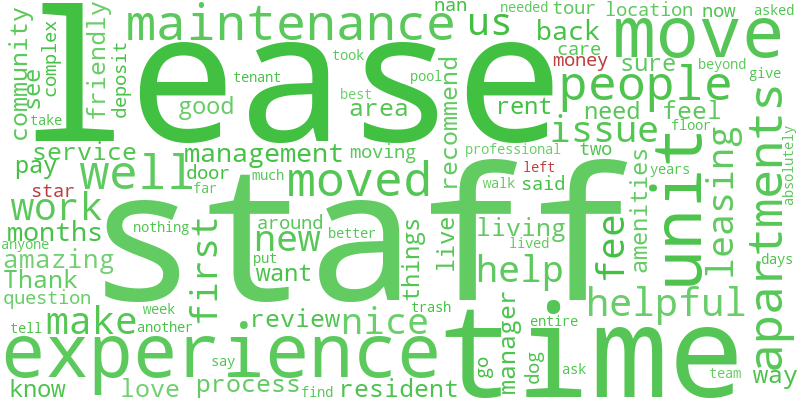 lease
staff
time
experience
maintenance
us
move
people
unit
apartments
moved
well
work
issue
helpful
help
new
first
fee
make
nice
leasing
nan
needed
tour
location
now
asked
back
care
money
sure
beyond
give
took
pool
best
tenant
good
area
rent
need
feel
floor
community
see
complex
friendly
deposit
take
service
management
moving
recommend
professional
two
left
said
years
absolutely
pay
door
star
far
much
walk
months
nothing
around
better
living
lived
live
things
amenities
anyone
amazing
Thank
question
put
want
days
week
another
tell
review
trash
manager
entire
resident
process
say
find
go
dog
ask
team
way
know
love